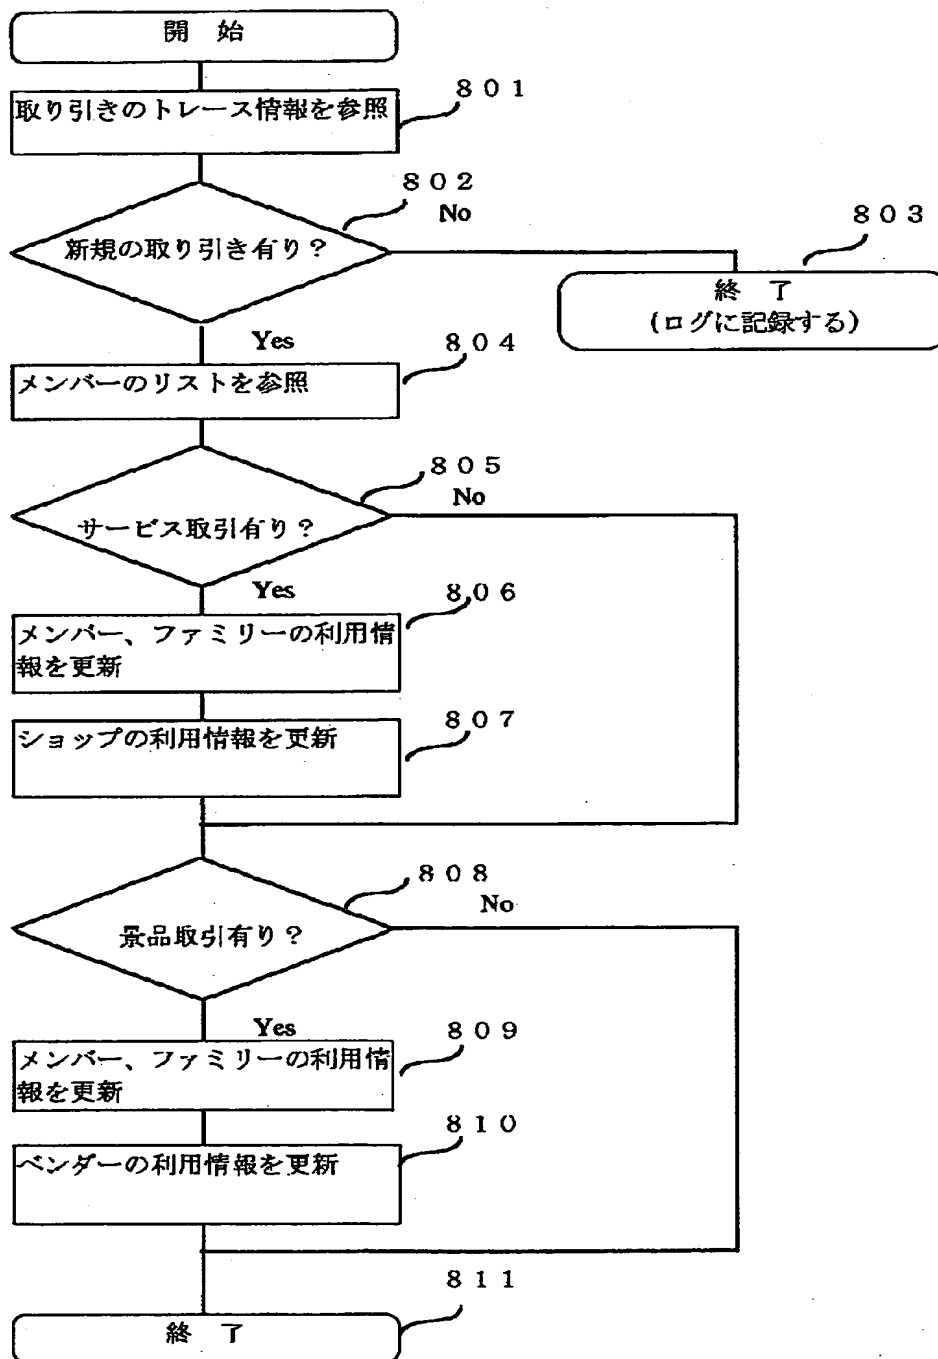 開 始
８０１
取り引きのトレース情報を参照
８０２
No
新規の取り引き有り？
８０３
終 了
(ログに記録する)
Yes
８０４
メンバーのリストを参照
８０５
No
サービス取引有り？
Yes
８０６
メンバー、ファミリーの利用情
報を更新
８０７
ショップの利用情報を更新
８０８
No
景品取引有り？
Yes
８０９
メンバー、ファミリーの利用情
報を更新
８１０
ベンダーの利用情報を更新
８１１
終 了